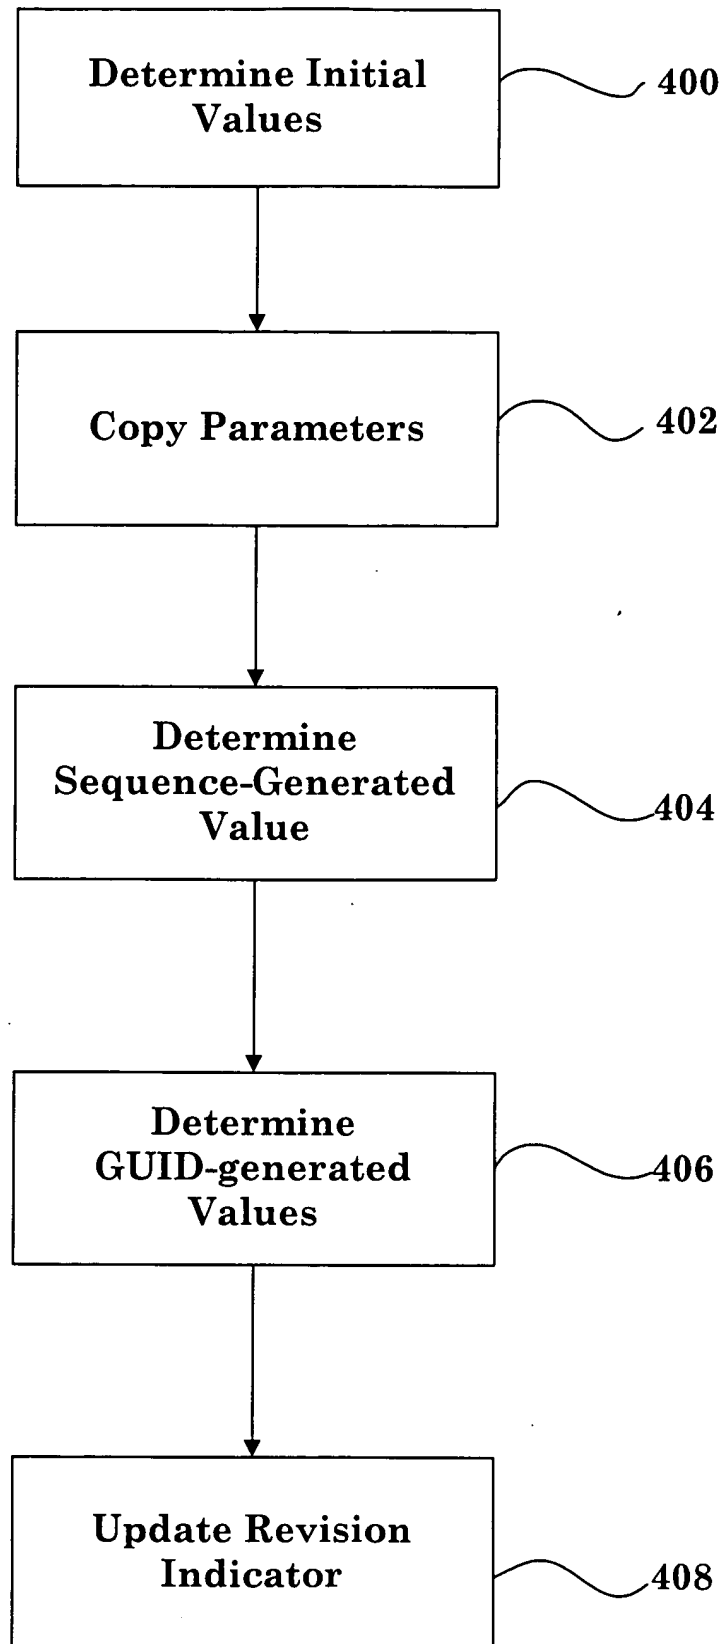 Determine Initial
Values
400
Copy Parameters
402
Determine
Sequence-Generated
Value
404
Determine
GUID-generated
Values
406
Update Revision
Indicator
408